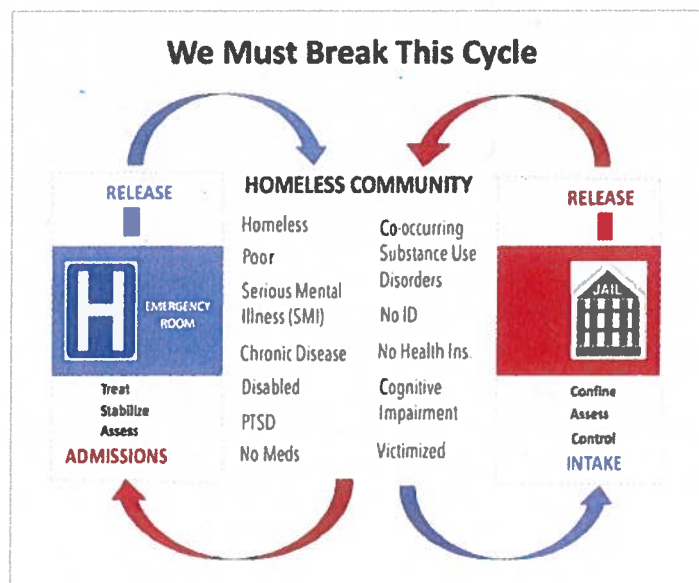 We Must Break This Cycle
RELEASE
H
EMERGENCY
ROOM
Treat
Stabilize
Assess
ADMISSIONS
HOMELESS COMMUNITY
Homeless
Poor
Serious Mental
Illness (SMI)
Chronic Disease
Disabled
PTSD
No Meds
Co-occurring
Substance Use
Disorders
No ID
No Health Ins.
Cognitive
Impairment
Victimized
RELEASE
JAIL
Confine
Assess
Control
INTAKE